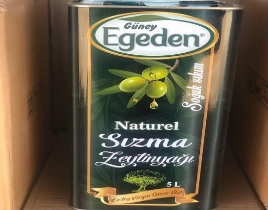 Güney
Egeden®
Soğuk sıkım
Naturel
Sızma
Zeytinyağı
5 L
Extra Virgin Olive Oil